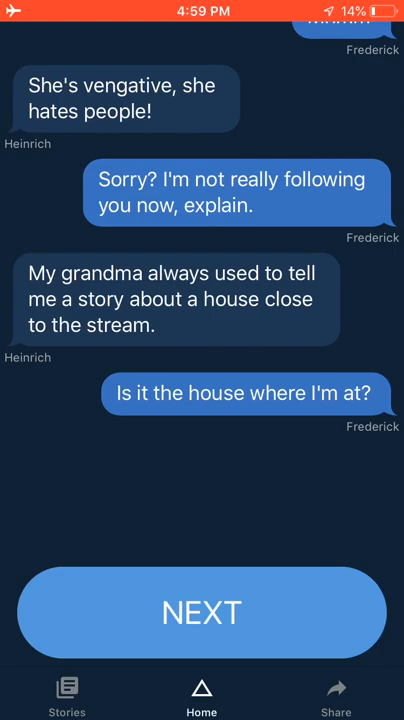 4:59 PM
14%
Frederick
She's vengative, she
hates people!
Heinrich
Sorry? I'm not really following
you now, explain.
Frederick
My grandma always used to tell
me a story about a house close
to the stream.
Heinrich
Is it the house where I'm at?
Frederick
NEXT
Stories
Home
Share